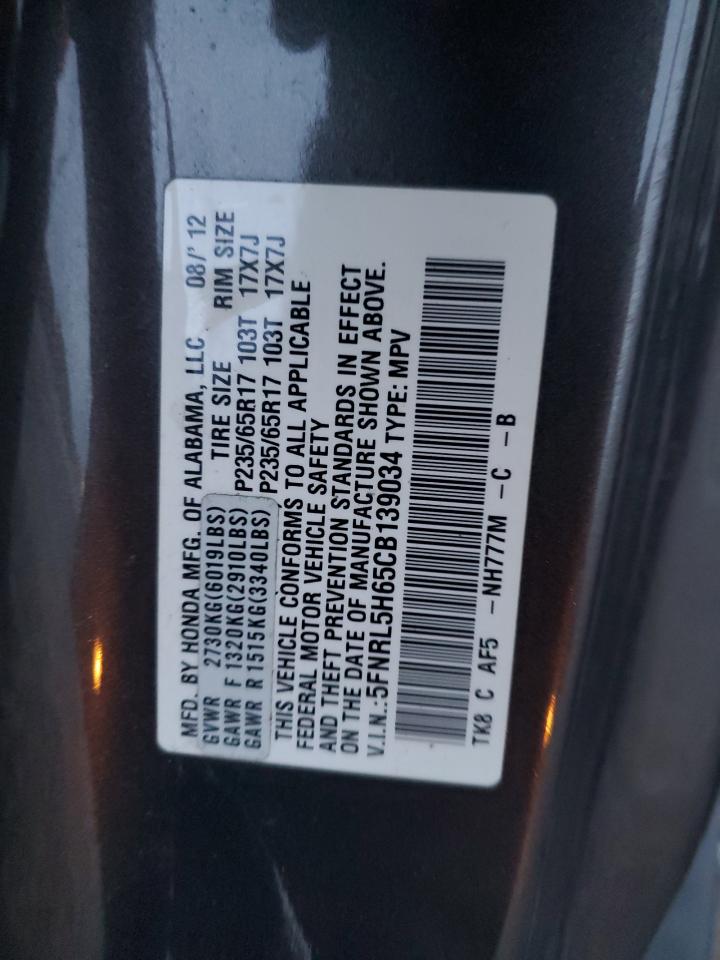 MFD. BY HONDA MFG. OF ALABAMA, LLC 08/' 12
GVWR 2730KG(6019LBS) TIRE SIZE RIM SIZE
GAWR F 1320KG(2910LBS) P235/65R17 103T 17X7J
GAWR R 1515KG(3340LBS) P235/65R17 103T 17X7J
THIS VEHICLE CONFORMS TO ALL APPLICABLE
FEDERAL MOTOR VEHICLE SAFETY
AND THEFT PREVENTION STANDARDS IN EFFECT
ON THE DATE OF MANUFACTURE SHOWN ABOVE.
V.I.N.:5FNRL5H65CB139034 TYPE: MPV
TK8 C AF5 -NH777M -C -B